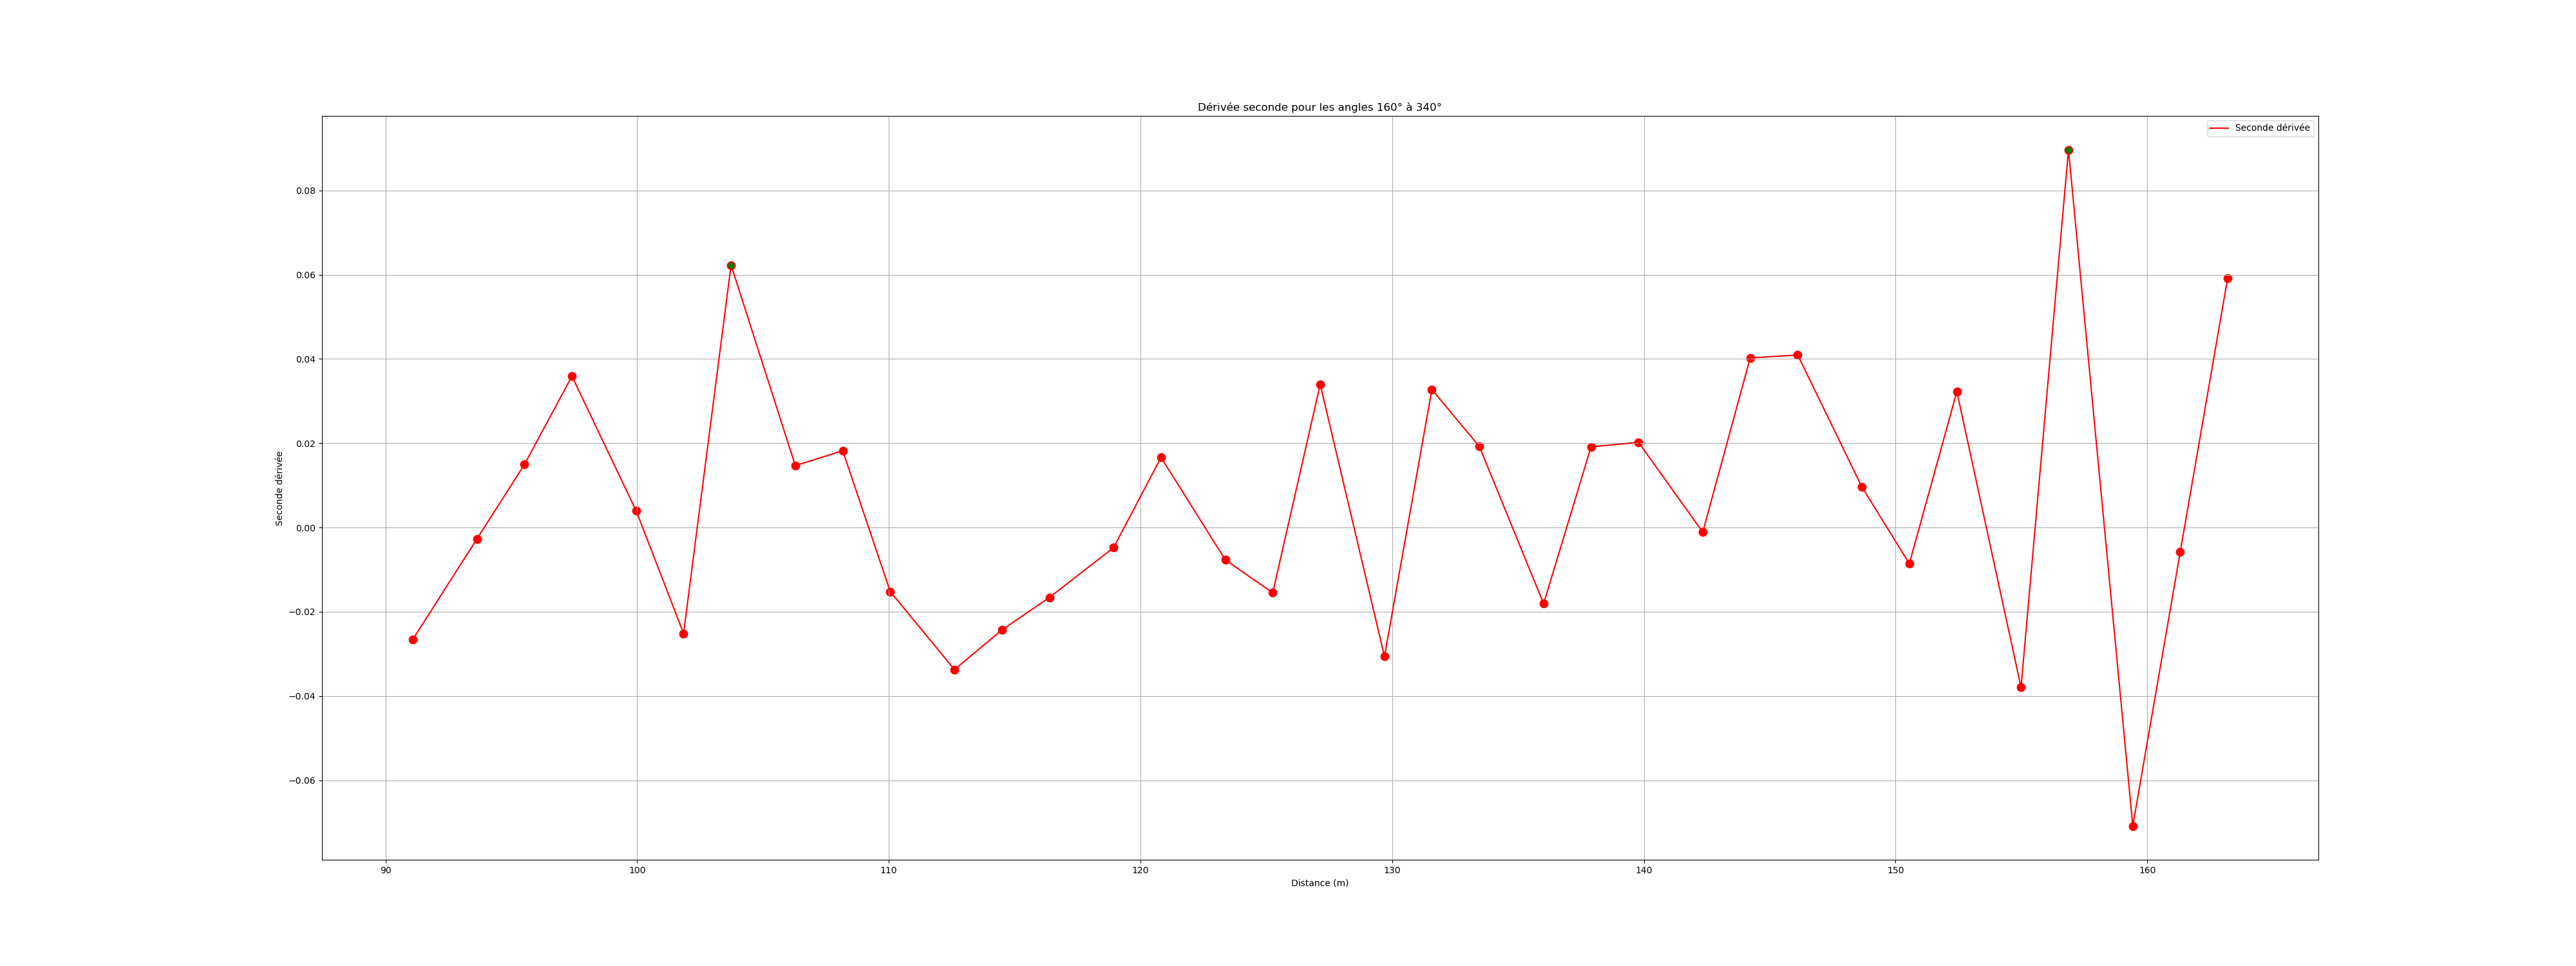 Dérivée seconde pour les angles 160° à 340°
Seconde dérivée
0.08
0.06
0.04
0.02
0.00
−0.02
−0.04
−0.06
Seconde dérivée
90 100 110 120 130 140 150 160
Distance (m)